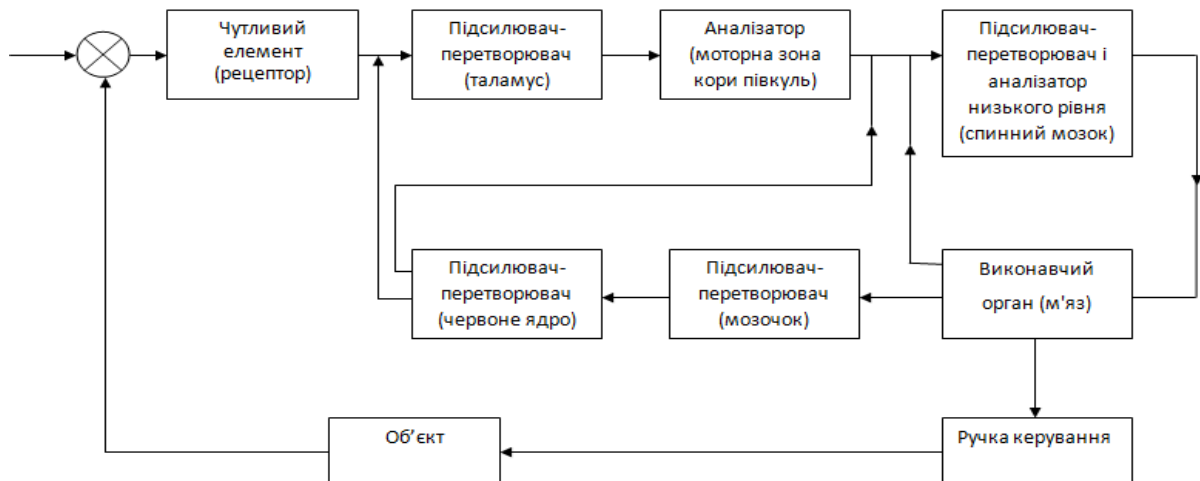 Чутливий
елемент
(рецептор)
Підсилювач-
перетворювач
(таламус)
Аналізатор
(моторна зона
кори півкуль)
Підсилювач-
перетворювач і
аналізатор
низького рівня
(спинний мозок)
Підсилювач-
перетворювач
(червоне ядро)
Підсилювач-
перетворювач
(мозочок)
Виконавчий
орган (м'яз)
Об’єкт
Ручка керування